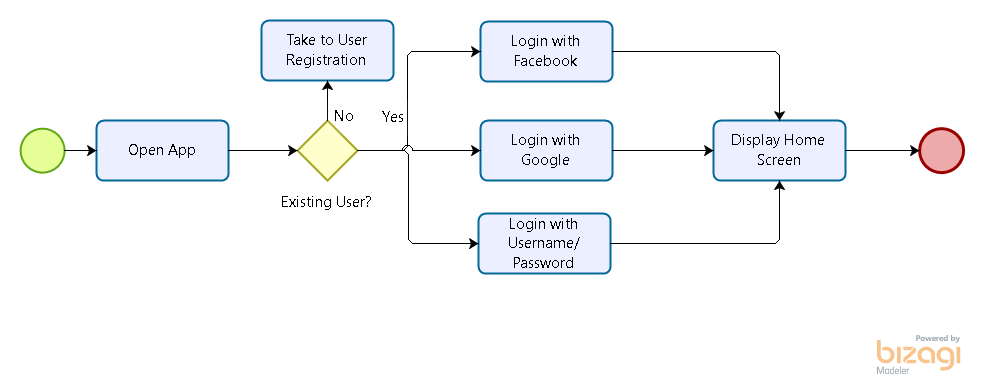 Take to User
Registration
Login with
Facebook
No
Yes
Open App
Login with
Google
Display Home
Screen
Existing User?
Login with
Username/
Password
Powered by
bizagi
Modeler